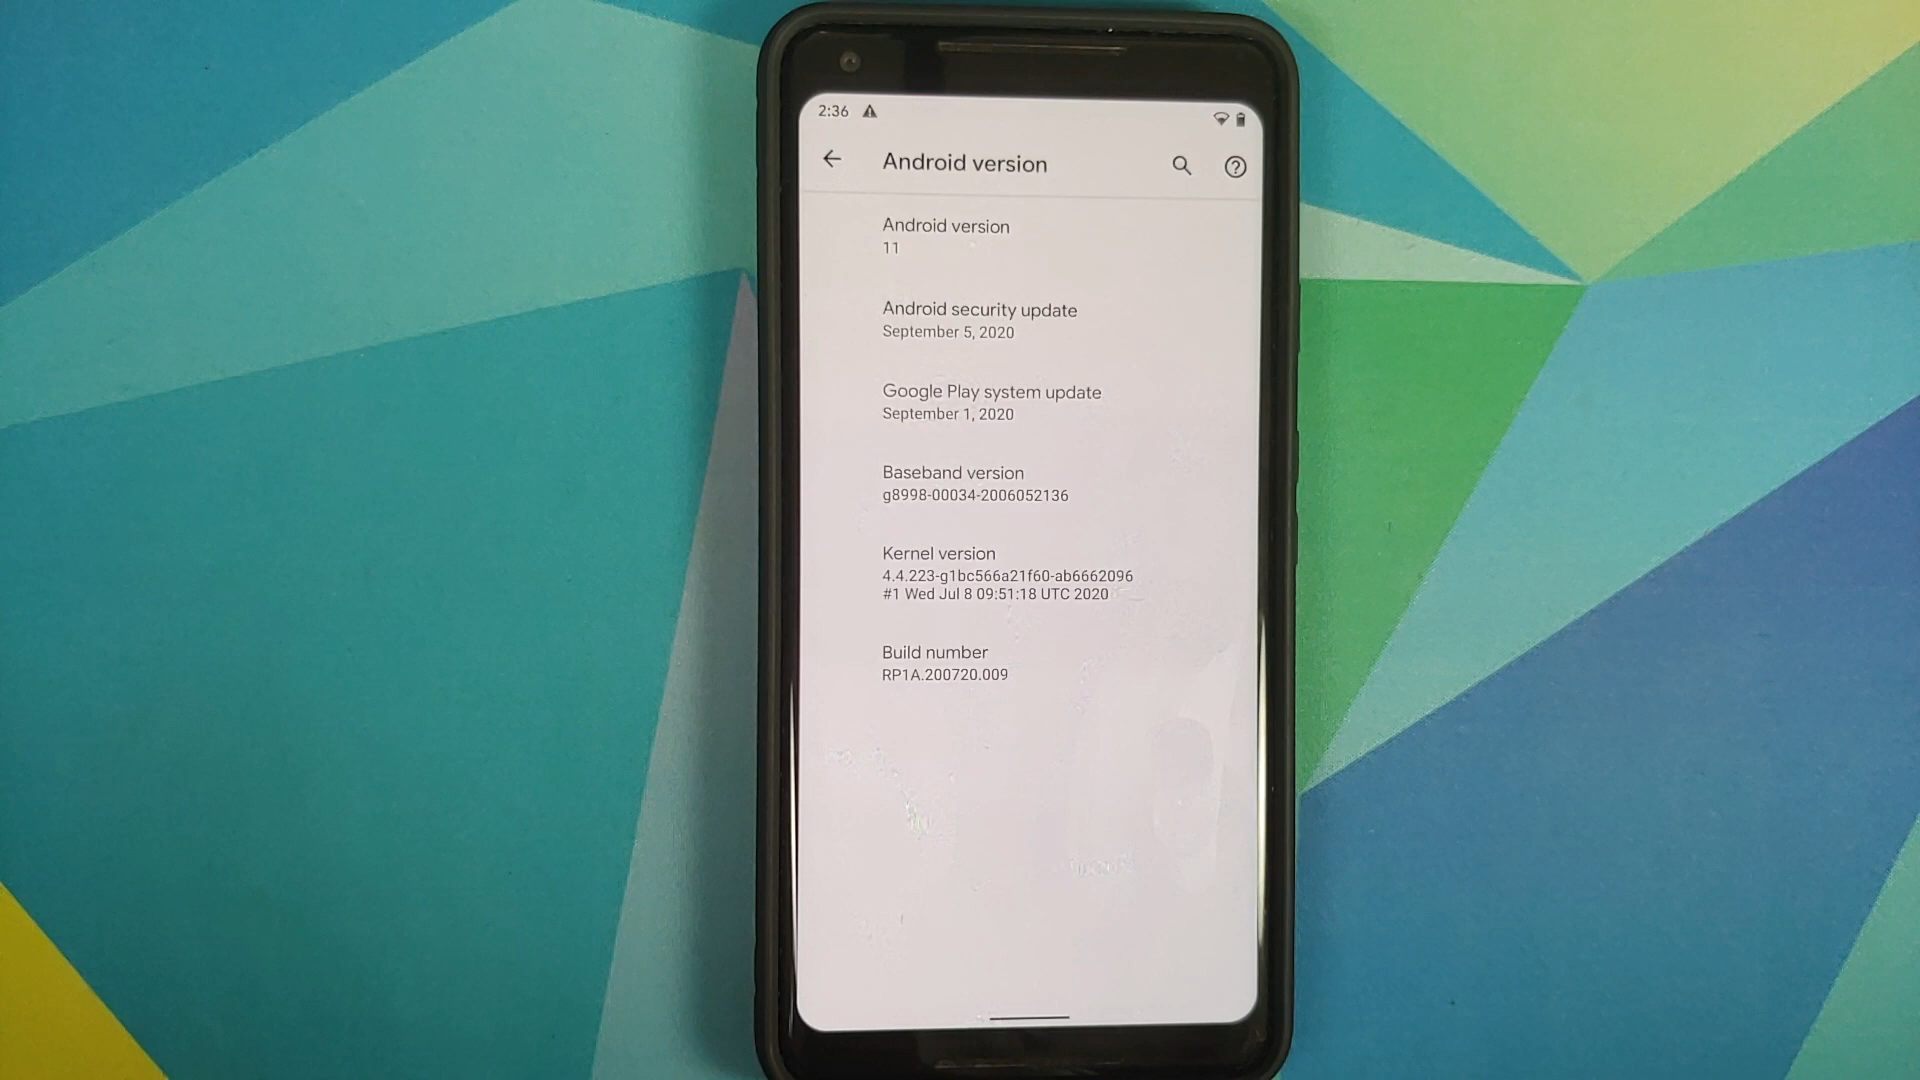 2:36
Android version
Android version
11
Android security update
September 5, 2020
Google Play system update
September 1, 2020
Baseband version
g8998-00034-2006052136
Kernel version
4.4.223-g1bc566a21f60-ab6662096
#1 Wed Jul 8 09:51:18 UTC 2020
Build number
RP1A.200720.009